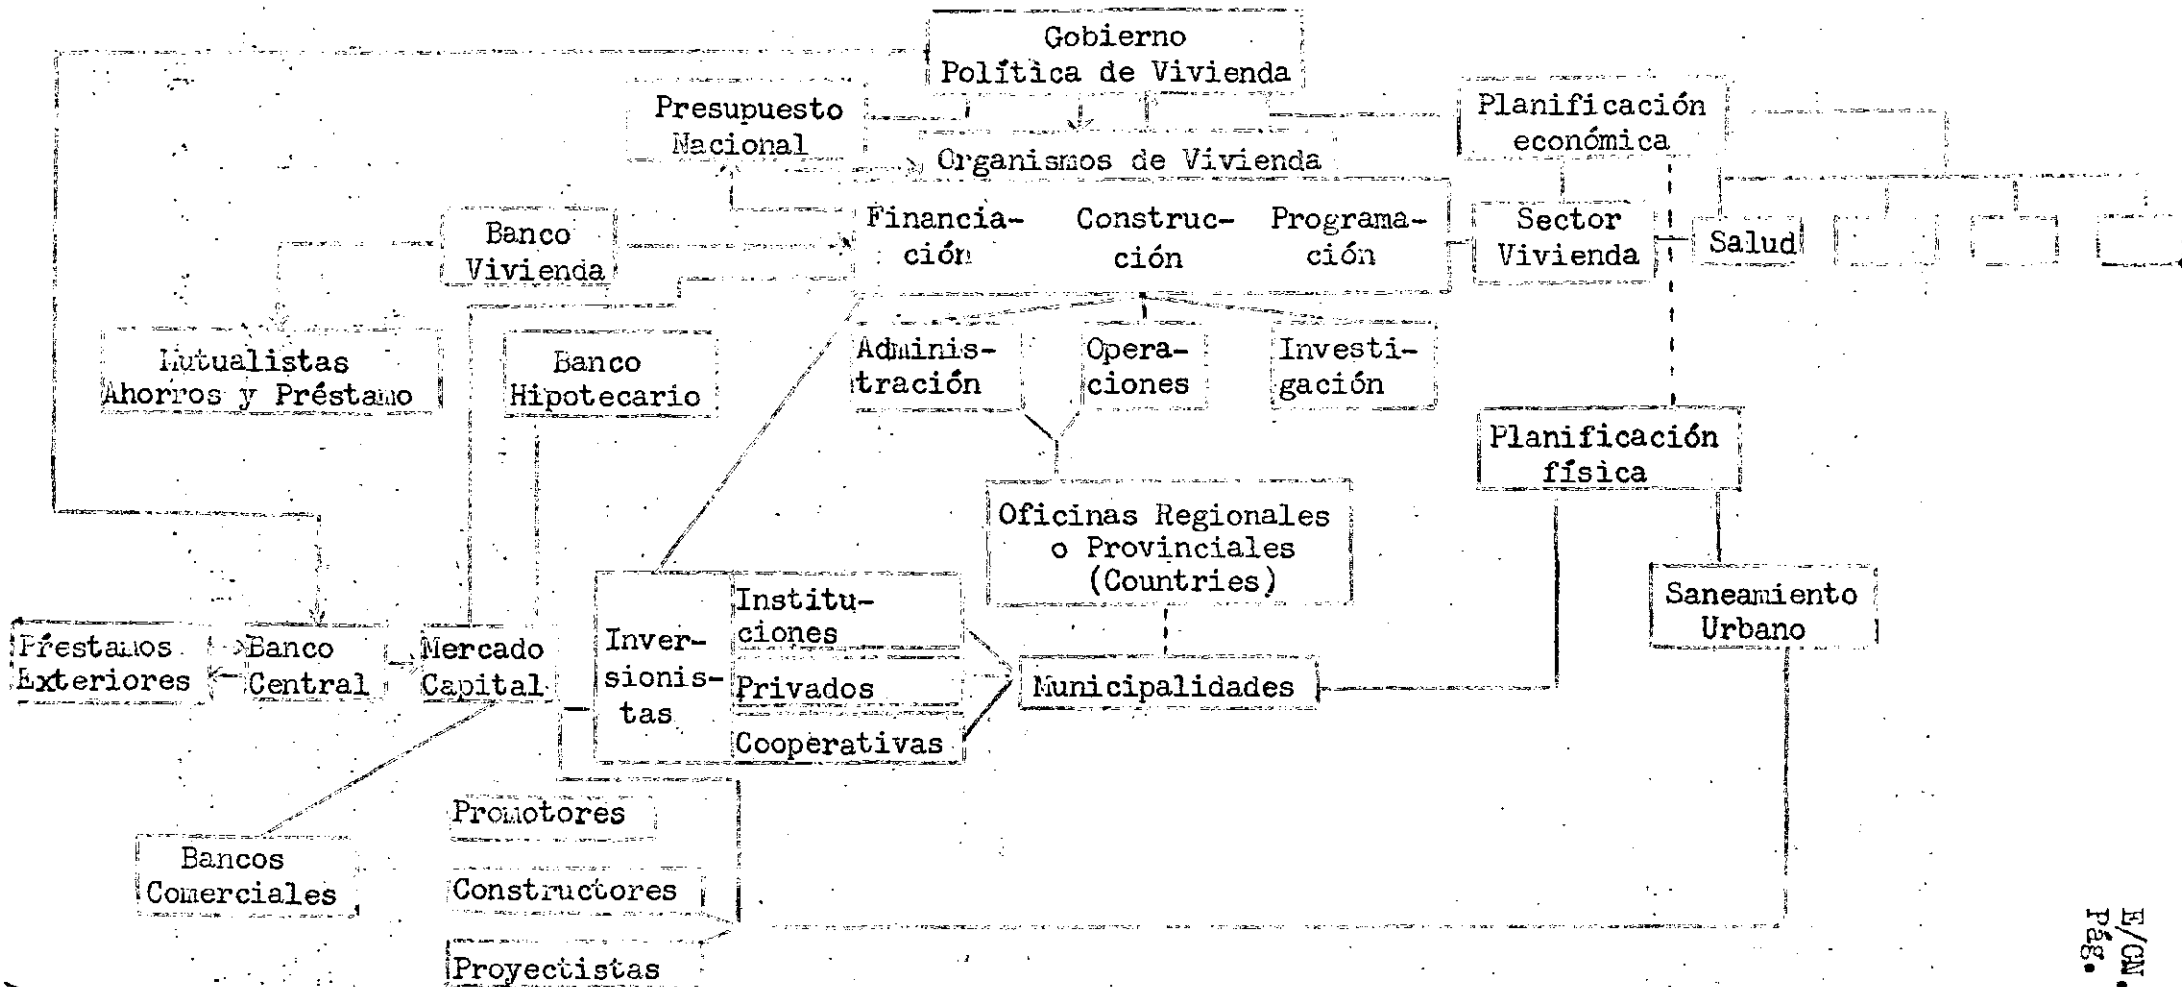 Gobierno
Política de Vivienda
Presupuesto
Nacional
Planificación
económica
Organismos de Vivienda
Financia-
ción
Construc-
ción
Programa-
ción
Sector
Vivienda
Salud
Banco
Vivienda
Mutualistas
Ahorros y Préstamo
Banco
Hipotecario
Adminis-
tración
Opera-
ciones
Investi-
gación
Planificación
física
Oficinas Regionales
o Provinciales
(Countries)
Saneamiento
Urbano
Préstamos
Exteriores
Banco
Central
Mercado
Capital
Inver-
sionis-
tas
Institu-
ciones
Privados
Cooperativas
Municipalidades
Promotores
Bancos
Comerciales
Constructores
Proyectistas
E/CN.
Pág.